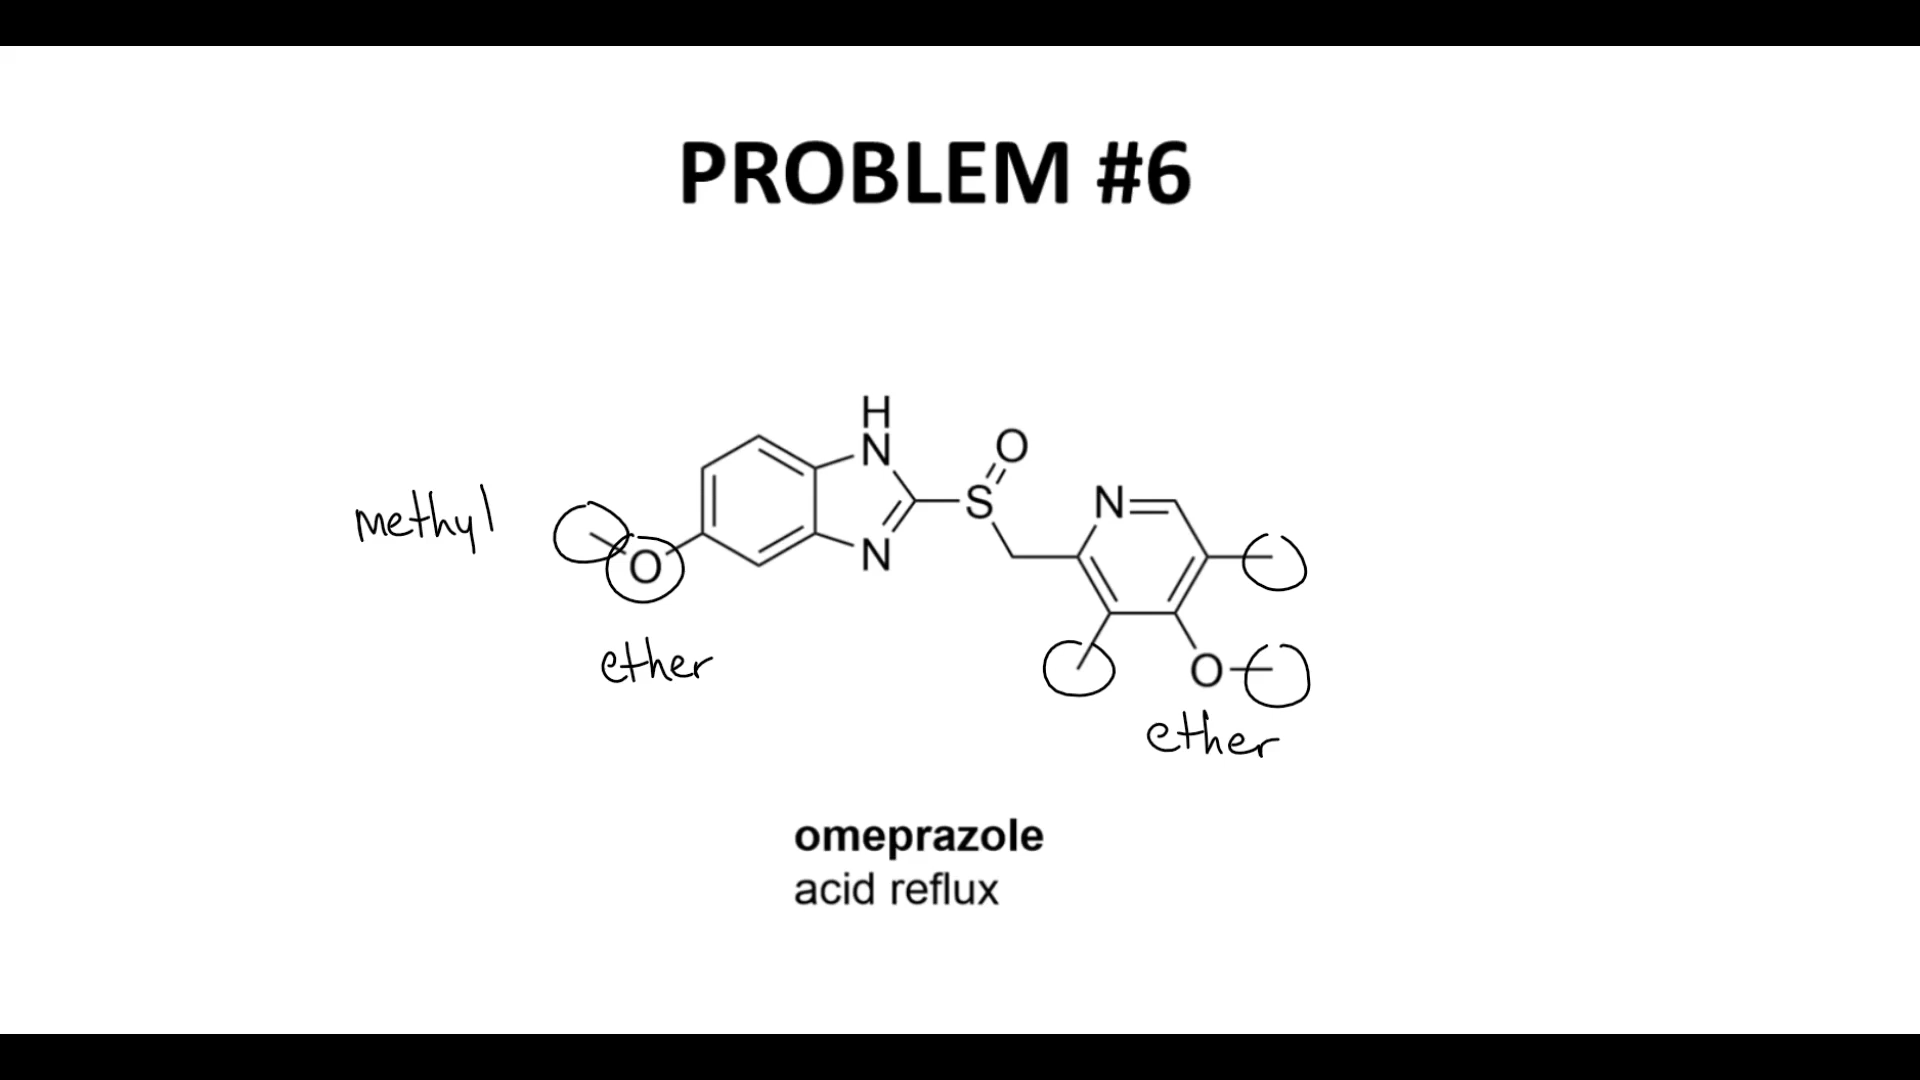 PROBLEM #6
H
N
O
S
N
methyl
O
N
ether
O
ether
omeprazole
acid reflux